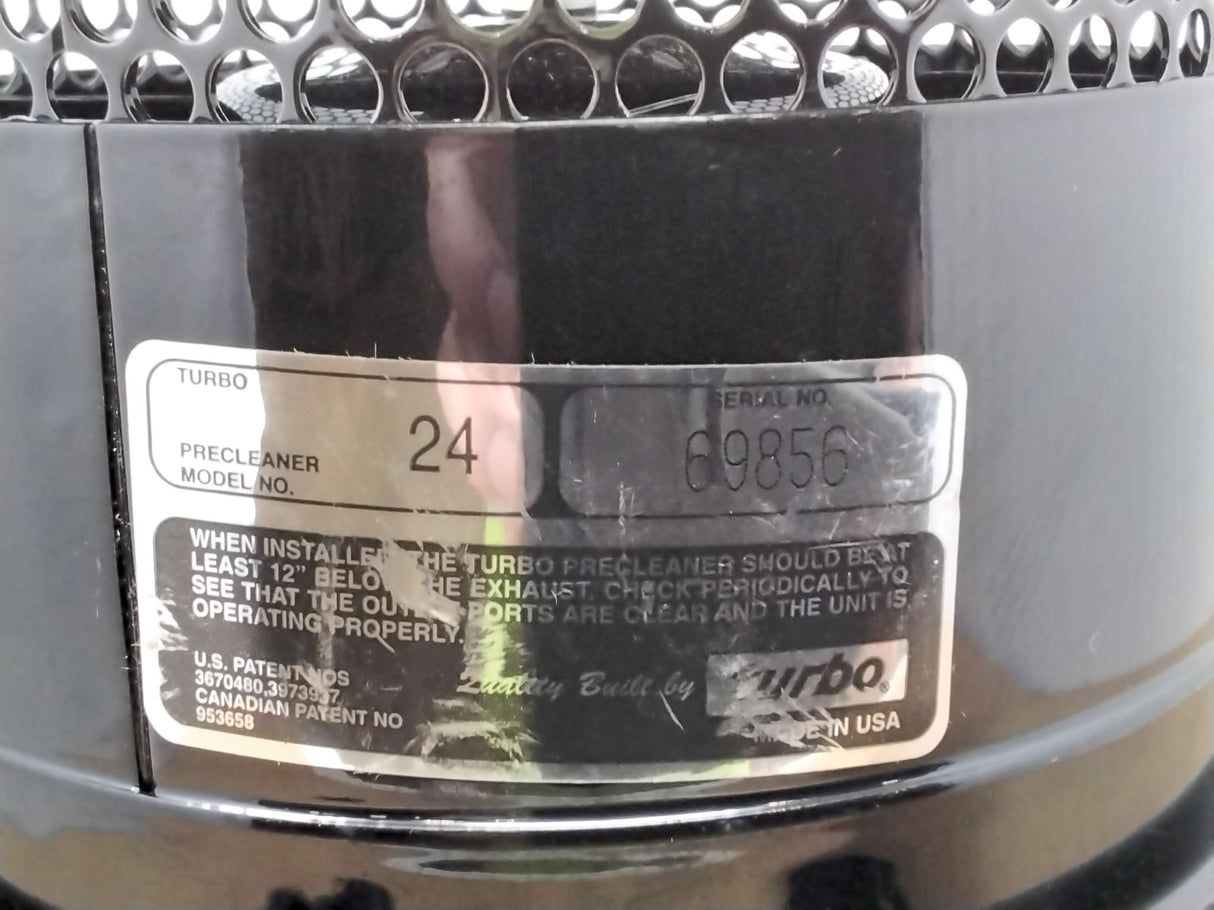 TURBO
PRECLEANER
MODEL NO.
24
SERIAL NO.
69856
WHEN INSTALLED THE TURBO PRECLEANER SHOULD BE AT
LEAST 12” BELOW THE EXHAUST. CHECK PERIODICALLY TO
SEE THAT THE OUTLET PORTS ARE CLEAR AND THE UNIT IS
OPERATING PROPERLY.
U.S. PATENT NOS
3670480,3973937
CANADIAN PATENT NO
953658
Quality Built by
turbo®
MADE IN USA